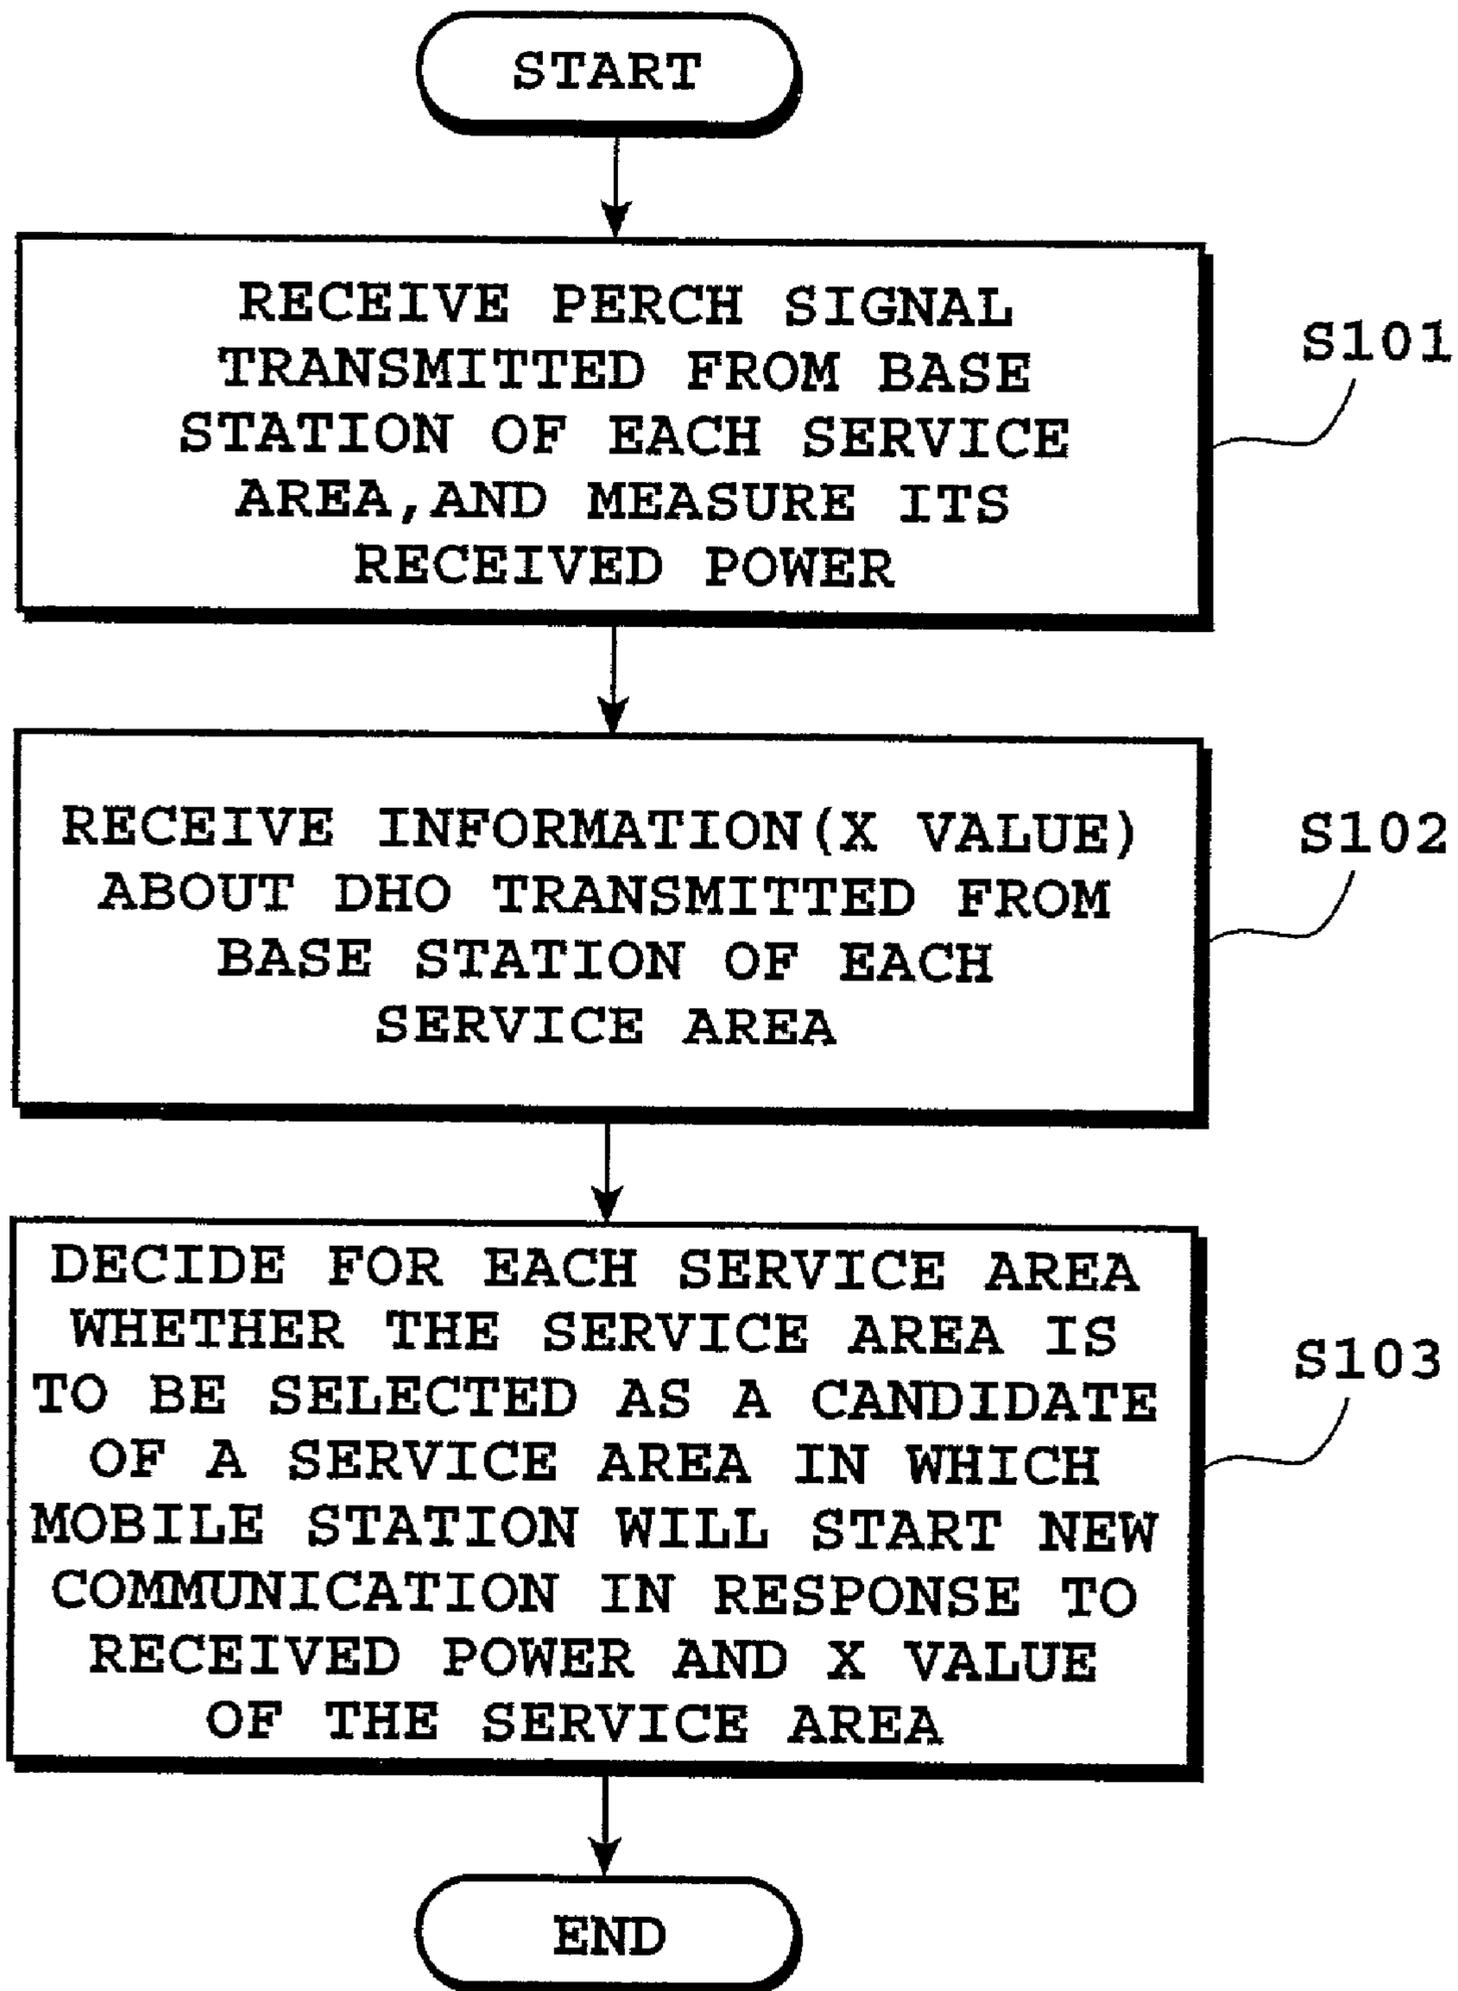 START
RECEIVE PERCH SIGNAL
TRANSMITTED FROM BASE
STATION OF EACH SERVICE
AREA,AND MEASURE ITS
RECEIVED POWER
S101
RECEIVE INFORMATION(X VALUE)
ABOUT DHO TRANSMITTED FROM
BASE STATION OF EACH
SERVICE AREA
S102
DECIDE FOR EACH SERVICE AREA
WHETHER THE SERVICE AREA IS
TO BE SELECTED AS A CANDIDATE
OF A SERVICE AREA IN WHICH
MOBILE STATION WILL START NEW
COMMUNICATION IN RESPONSE TO
RECEIVED POWER AND X VALUE
OF THE SERVICE AREA
S103
END